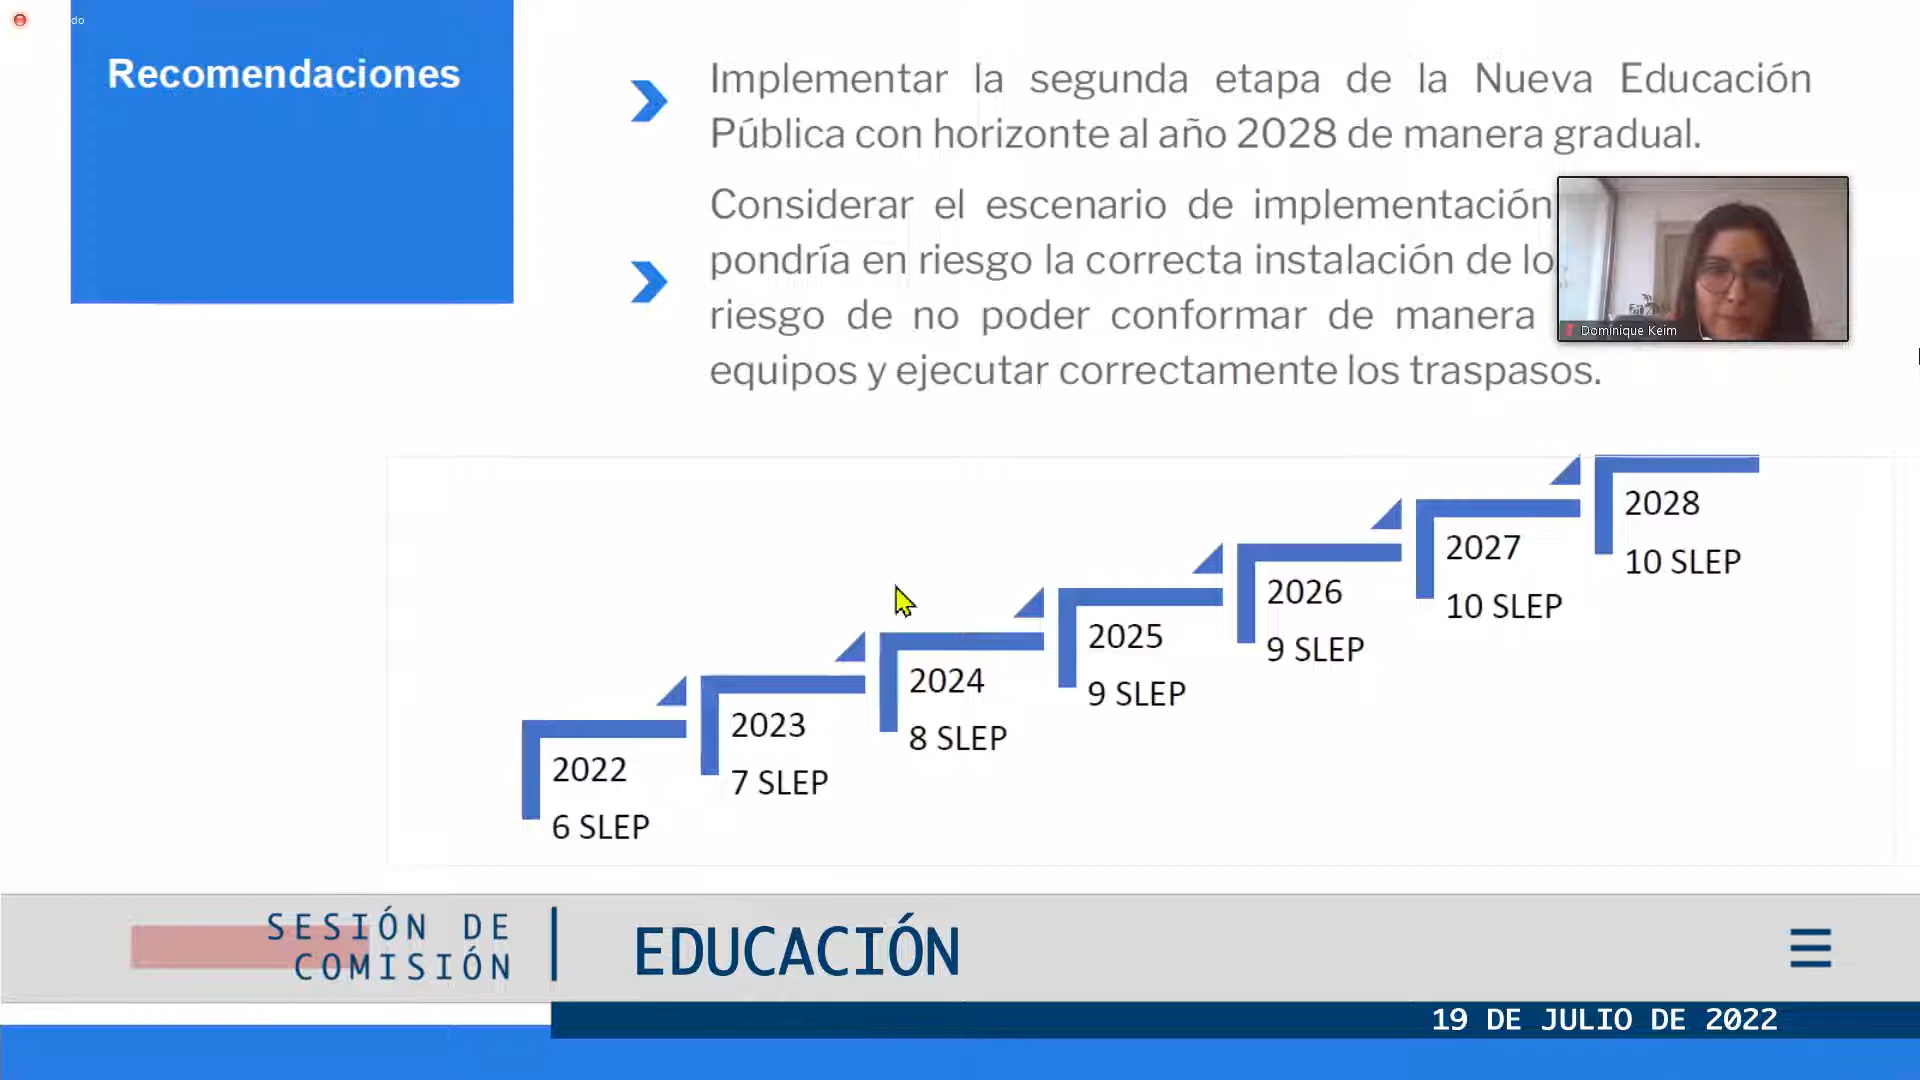 do
Recomendaciones
Implementar la segunda etapa de la Nueva Educación
Pública con horizonte al año 2028 de manera gradual.
Considerar el escenario de implementación
pondría en riesgo la correcta instalación de lo
riesgo de no poder conformar de manera
equipos y ejecutar correctamente los traspasos.
Dominique Keim
2022
6 SLEP
2023
7 SLEP
2024
8 SLEP
2025
9 SLEP
2026
9 SLEP
2027
10 SLEP
2028
10 SLEP
SESIÓN DE
COMISIÓN
EDUCACIÓN
19 DE JULIO DE 2022